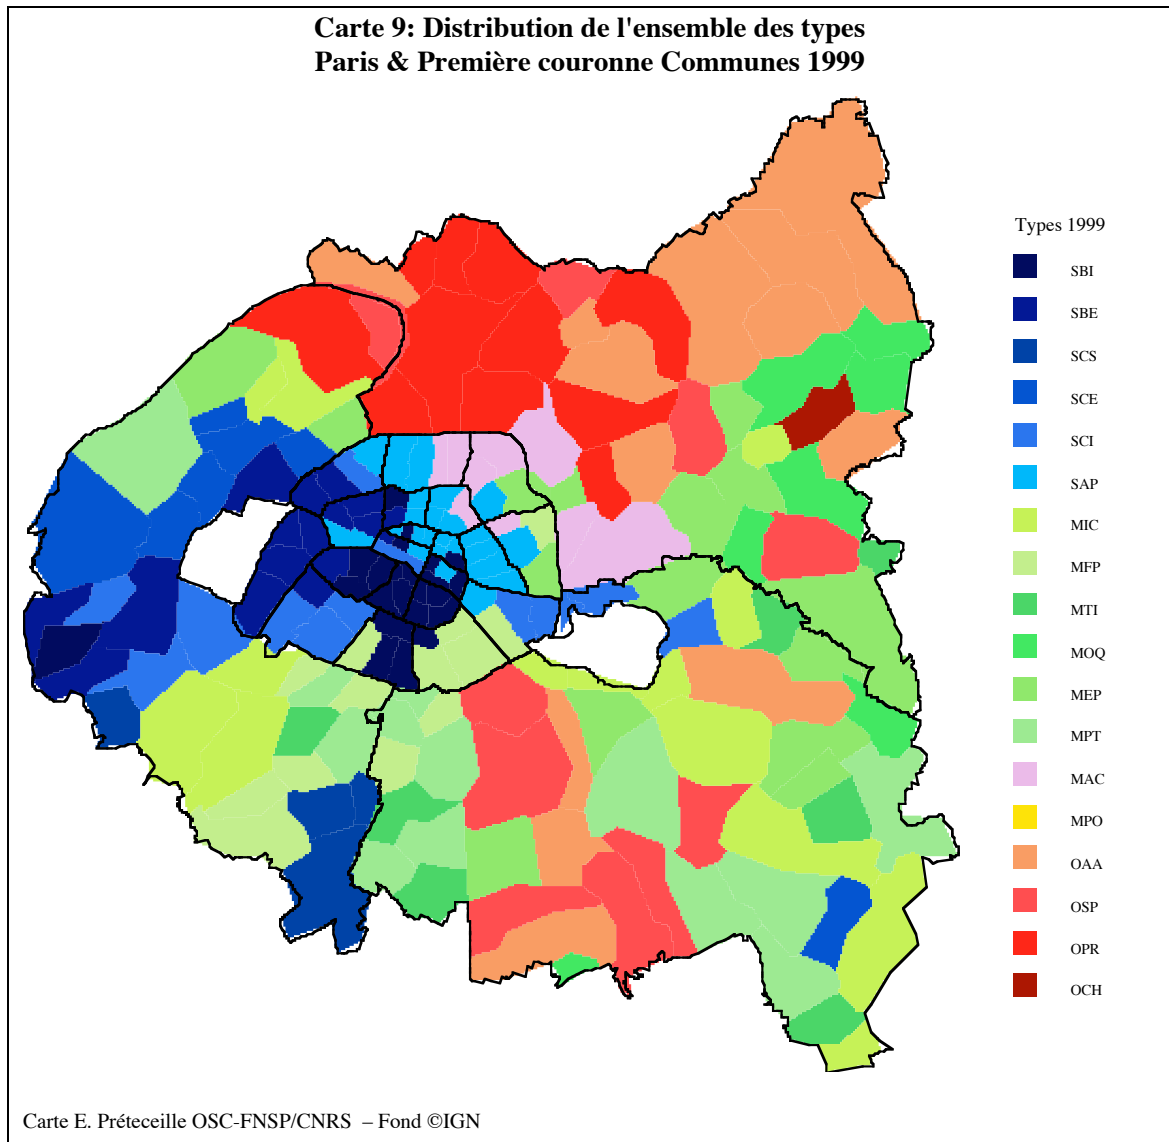 Carte 9: Distribution de l'ensemble des types
Paris & Première couronne Communes 1999
Types 1999
SBI
SBE
SCS
SCE
SCI
SAP
MIC
MFP
MTI
MOQ
MEP
MPT
MAC
MPO
OAA
OSP
OPR
OCH
Carte E. Préteceille OSC-FNSP/CNRS – Fond ©IGN